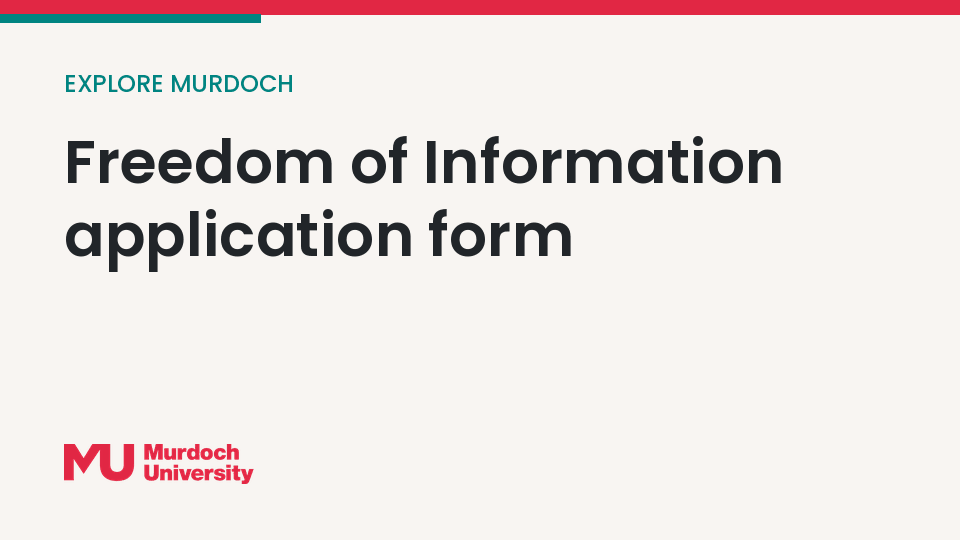 EXPLORE MURDOCH
Freedom of Information
application form
MU Murdoch
University